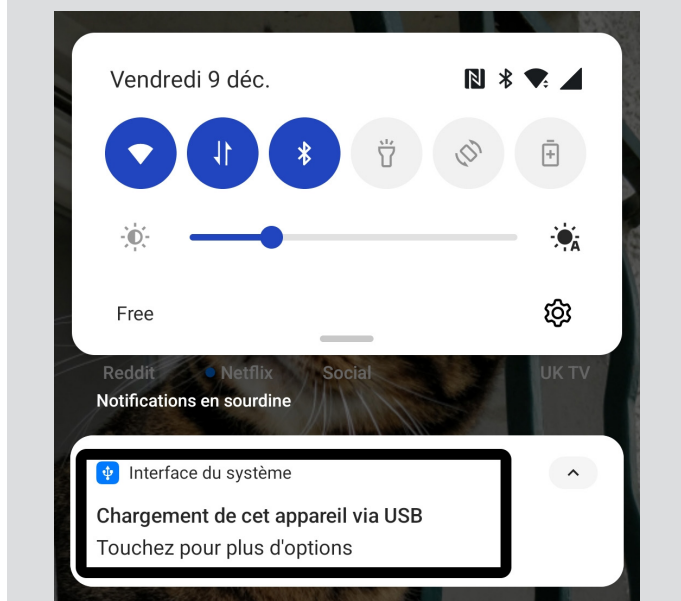 Vendredi 9 déc.
Free
Reddit Netflix Social UK TV
Notifications en sourdine
Interface du système
Chargement de cet appareil via USB
Touchez pour plus d'options